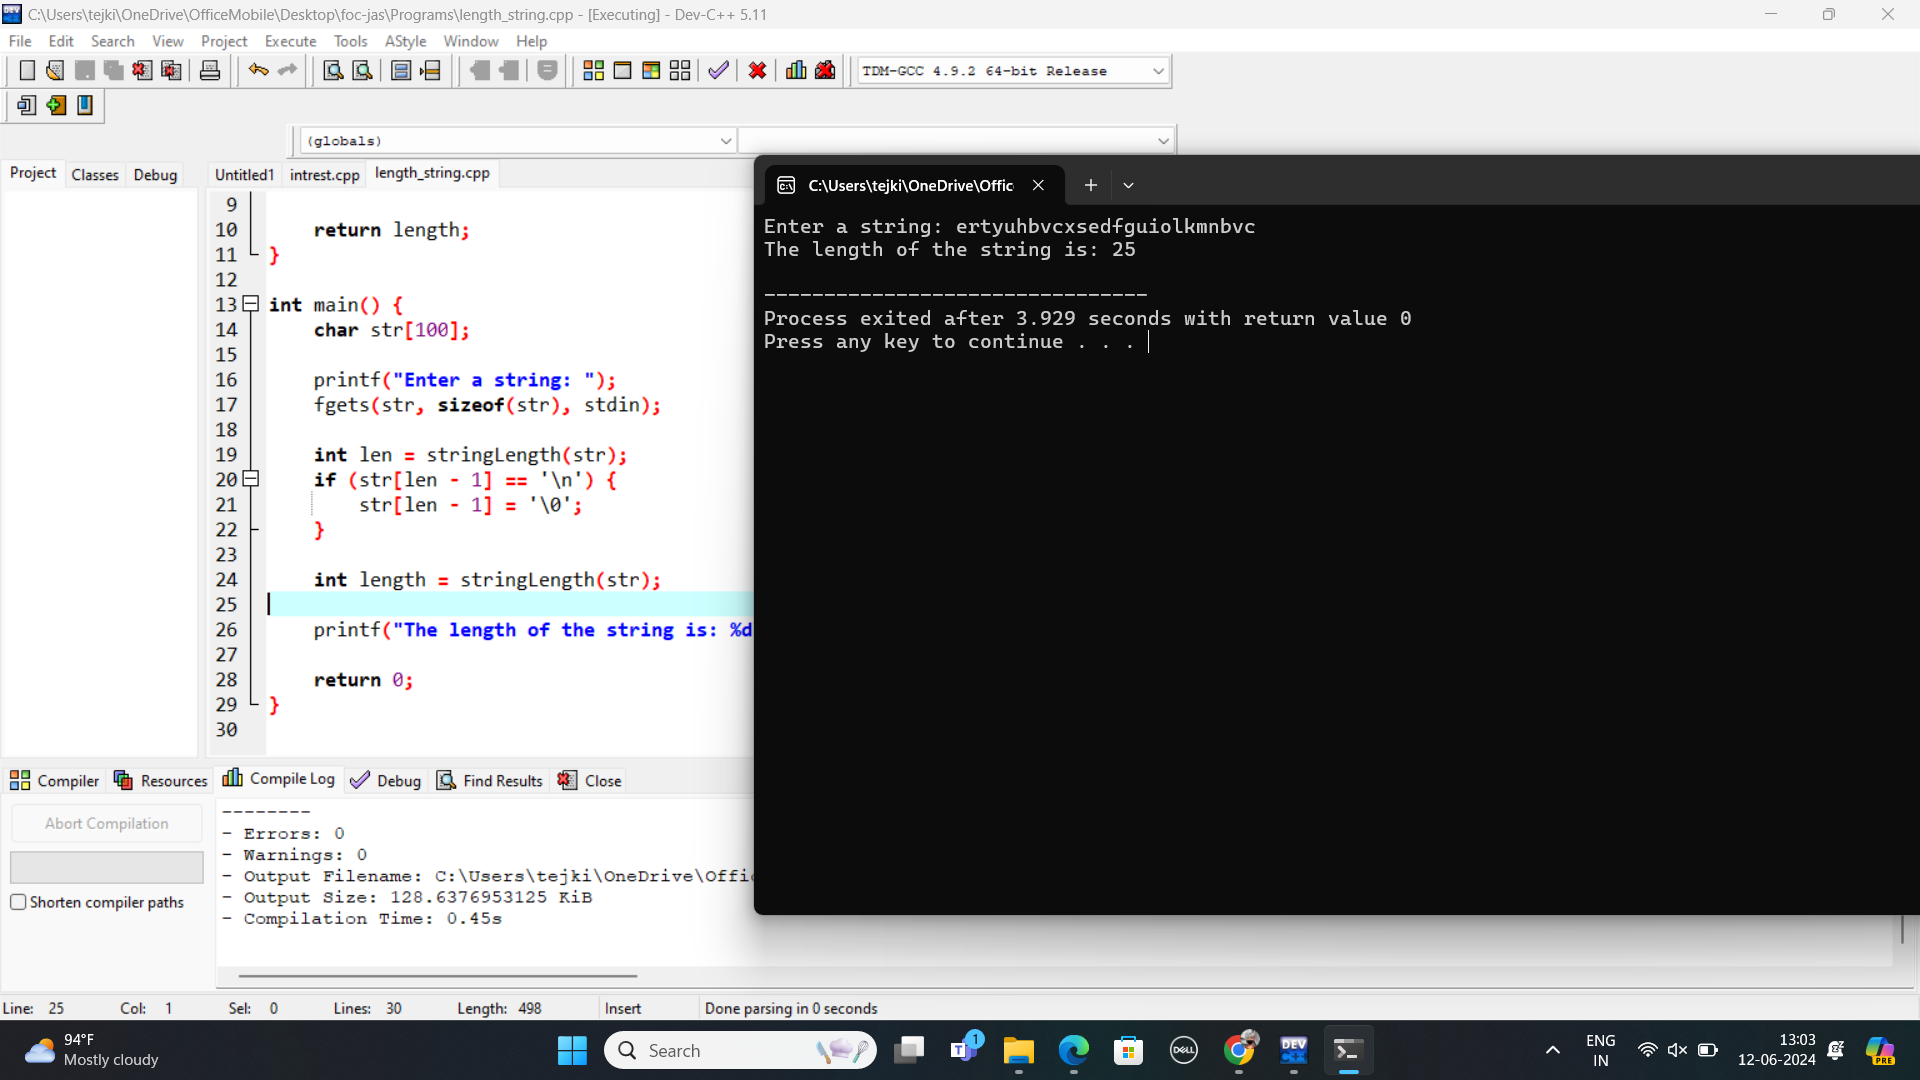 C:\Users\tejki\OneDrive\OfficeMobile\Desktop\foc-jas\Programs\length_string.cpp - [Executing] - Dev-C++ 5.11
File Edit Search View Project Execute Tools AStyle Window Help
TDM-GCC 4.9.2 64-bit Release
(globals)
Project Classes Debug
Untitled1 intrest.cpp length_string.cpp
9
10 return length;
11 }
12
13 int main() {
14 char str[100];
15
16 printf("Enter a string: ");
17 fgets(str, sizeof(str), stdin);
18
19 int len = stringLength(str);
20 if (str[len - 1] == '\n') {
21 str[len - 1] = '\0';
22 }
23
24 int length = stringLength(str);
25
26 printf("The length of the string is: %d
27
28 return 0;
29 }
30
C:\Users\tejki\OneDrive\Offic
Enter a string: ertyuhbvcxsedfguiolkmnbvc
The length of the string is: 25
--------------------------------
Process exited after 3.929 seconds with return value 0
Press any key to continue . . .
Compiler Resources Compile Log Debug Find Results Close
Abort Compilation
Shorten compiler paths
--------
- Errors: 0
- Warnings: 0
- Output Filename: C:\Users\tejki\OneDrive\Offi
- Output Size: 128.6376953125 KiB
- Compilation Time: 0.45s
Line: 25 Col: 1 Sel: 0 Lines: 30 Length: 498 Insert Done parsing in 0 seconds
94°F
Mostly cloudy
Search
1
DELL
DEV
ENG
IN
13:03
12-06-2024
PRE